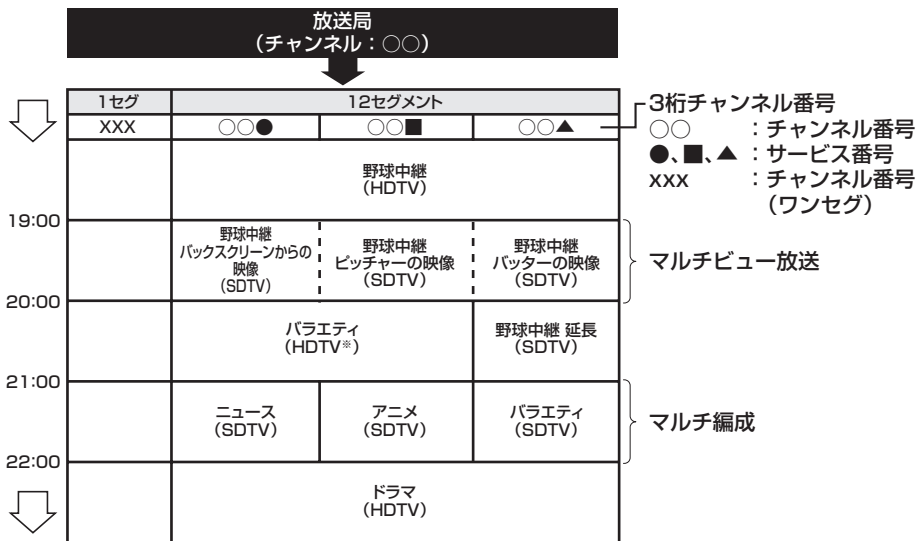 放送局
(チャンネル：○○)
1セグ
12セグメント
XXX
○○●
○○■
○○▲
3桁チャンネル番号
○○　：チャンネル番号
●、■、▲：サービス番号
xxx　：チャンネル番号
(ワンセグ)
野球中継
(HDTV)
19:00
野球中継
バックスクリーンからの
映像
(SDTV)
野球中継
ピッチャーの映像
(SDTV)
野球中継
バッターの映像
(SDTV)
マルチビュー放送
20:00
バラエティ
(HDTV※)
野球中継 延長
(SDTV)
21:00
ニュース
(SDTV)
アニメ
(SDTV)
バラエティ
(SDTV)
マルチ編成
22:00
ドラマ
(HDTV)